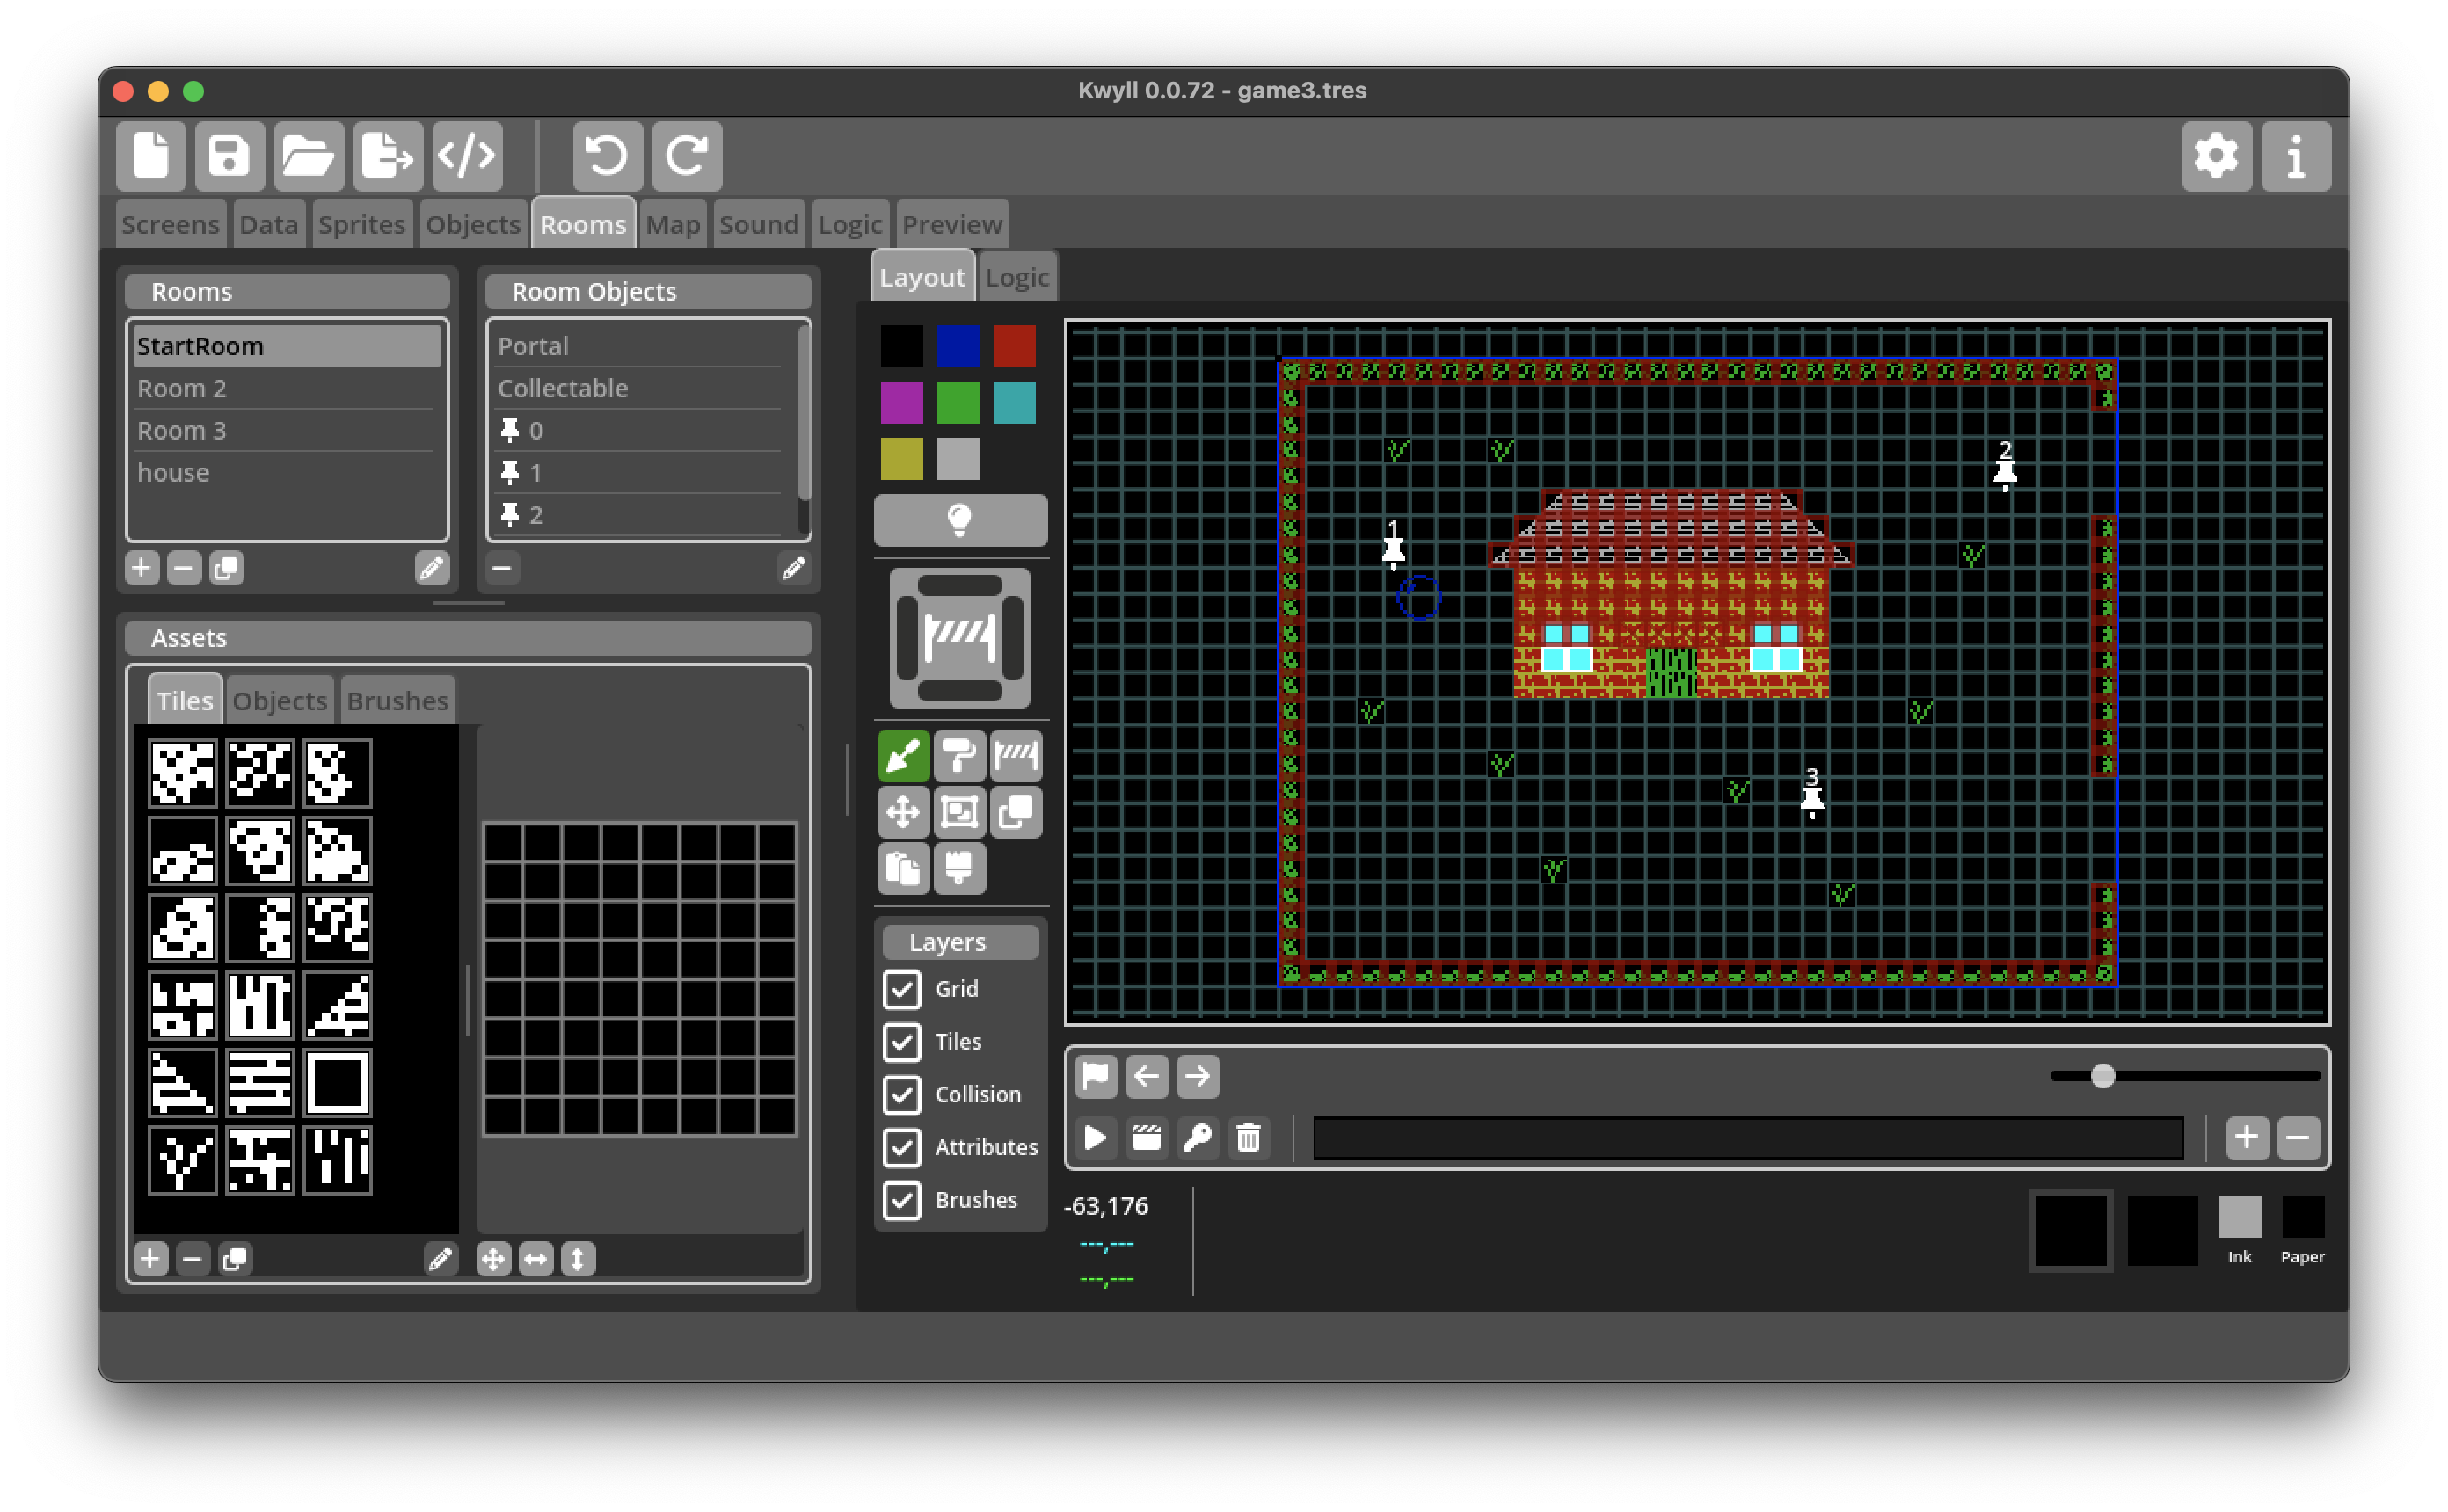 Kwyll 0.0.72 - game3.tres
Screens Data Sprites Objects Rooms Map Sound Logic Preview
Rooms
StartRoom
Room 2
Room 3
house
Room Objects
Portal
Collectable
0
1
2
Assets
Tiles Objects Brushes
Layout Logic
Layers
Grid
Tiles
Collision
Attributes
Brushes
2
1
3
-63,176
---,---
---,---
Ink
Paper